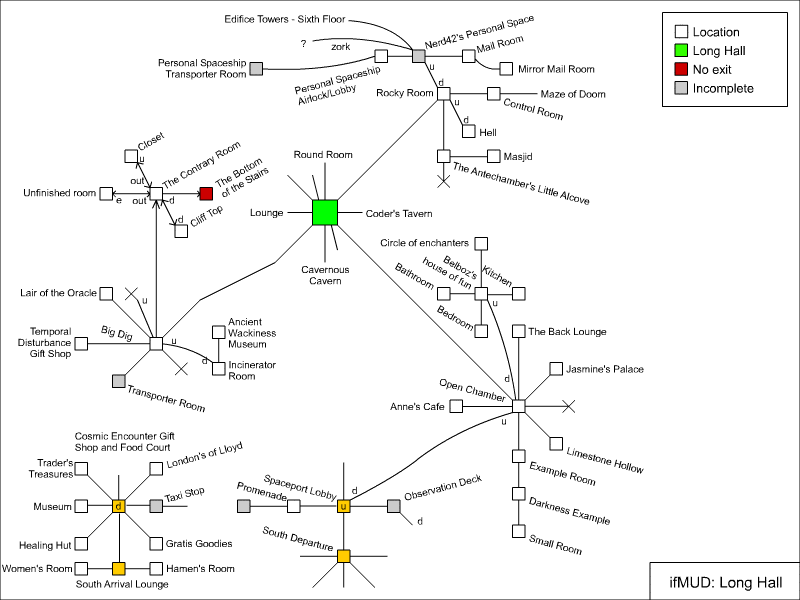 Edifice Towers - Sixth Floor
?
zork
Nerd42's Personal Space
Mail Room
Mirror Mail Room
Personal Spaceship
Transporter Room
Personal Spaceship
Airlock/Lobby
u
d
Rocky Room
u
Maze of Doom
Control Room
d
Hell
Masjid
The Antechamber's Little Alcove
Location
Long Hall
No exit
Incomplete
Closet
u
out
The Contrary Room
The Bottom
of the Stairs
Unfinished room
e
out
d
d
Cliff Top
Round Room
Lounge
Coder's Tavern
Cavernous
Cavern
Circle of enchanters
Belboz's
house of fun
Kitchen
Bathroom
u
Bedroom
Lair of the Oracle
u
Temporal
Disturbance
Gift Shop
Big Dig
u
d
Ancient
Wackiness
Museum
Incinerator
Room
Transporter Room
The Back Lounge
Jasmine's Palace
d
Open Chamber
Anne's Cafe
u
Limestone Hollow
Example Room
Darkness Example
Small Room
Cosmic Encounter Gift
Shop and Food Court
Trader's
Treasures
London's of Lloyd
Museum
d
Taxi Stop
Healing Hut
Gratis Goodies
Women's Room
Hamen's Room
South Arrival Lounge
Spaceport Lobby
d
Promenade
u
Observation Deck
d
South Departure
ifMUD: Long Hall